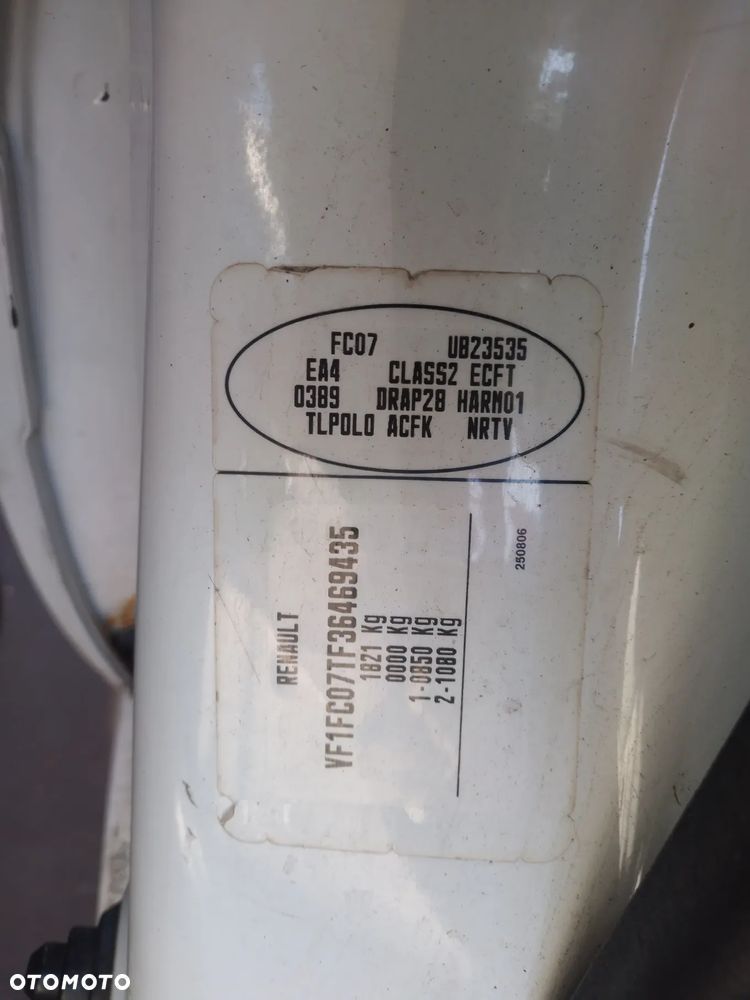 FC07 UB23535
EA4 CLASS2 ECFT
0389 DRAP28 HARM01
TLPOL0 ACFK NRTV
RENAULT
VF1FC07TF36469435
1821 Kg
0000 Kg
1-0850 Kg
2-1080 Kg
250806
OTOMOTO